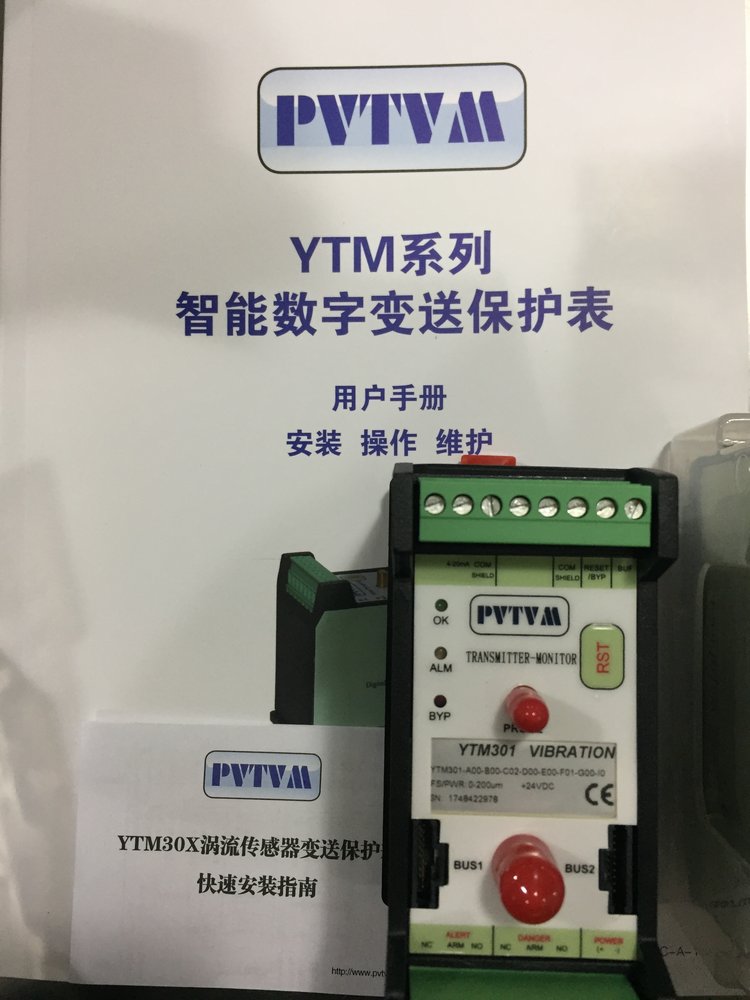 PVTVM
YTM系列
智能数字变送保护表
用户手册
安装 操作 维护
4-20mA COM COM RESET BUF
SHIELD SHIELD /BYP
OK
PVTVM
ALM
TRANSMITTER-MONITOR
RST
BYP
YTM301 VIBRATION
YTM301-A00-B00-C02-D00-E00-F01-G00-I0
FS/PWR: 0-200um +24VDC
SN: 1748422978
CE
BUS1
BUS2
ALERT DANGER POWER
NC ARM NO NC ARM NO (+ -)
PVTVM
YTM30X涡流传感器变送保护
快速安装指南
http://www.pvtv